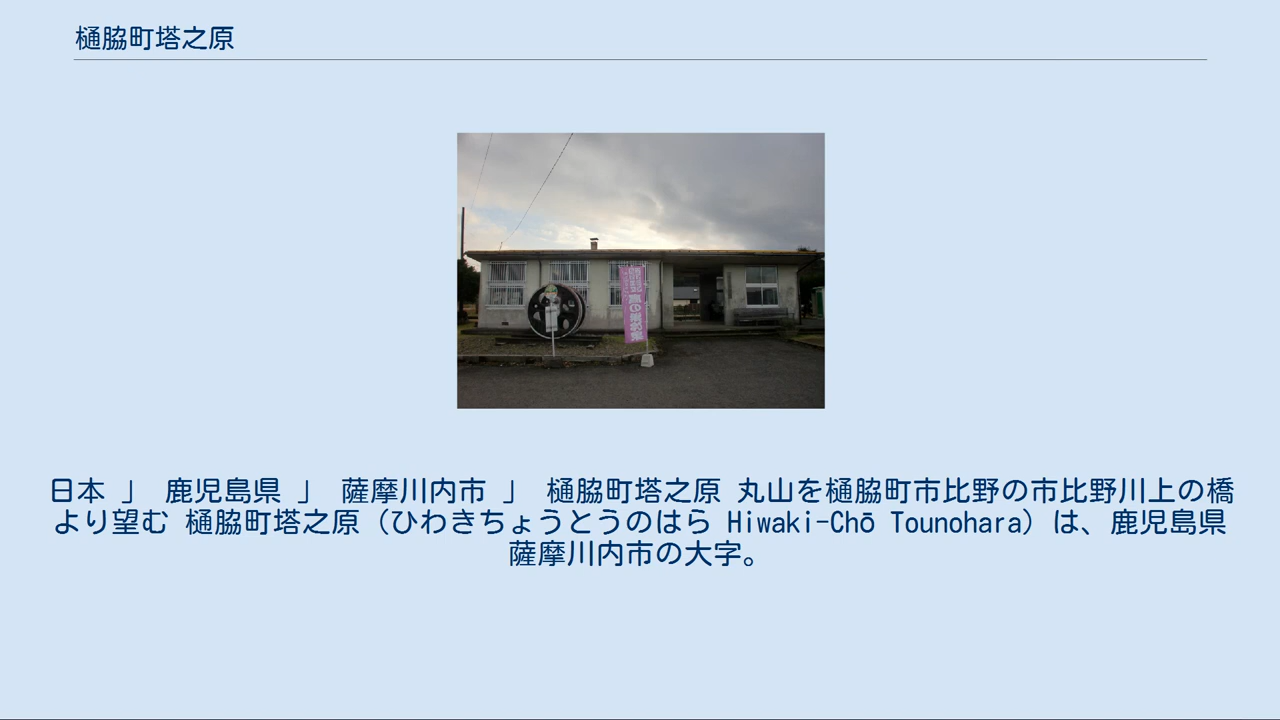 樋脇町塔之原
日本 」 鹿児島県 」 薩摩川内市 」 樋脇町塔之原 丸山を樋脇町市比野の市比野川上の橋
より望む 樋脇町塔之原（ひわきちょうとうのはら Hiwaki-Chō Tounohara）は、鹿児島県
薩摩川内市の大字。